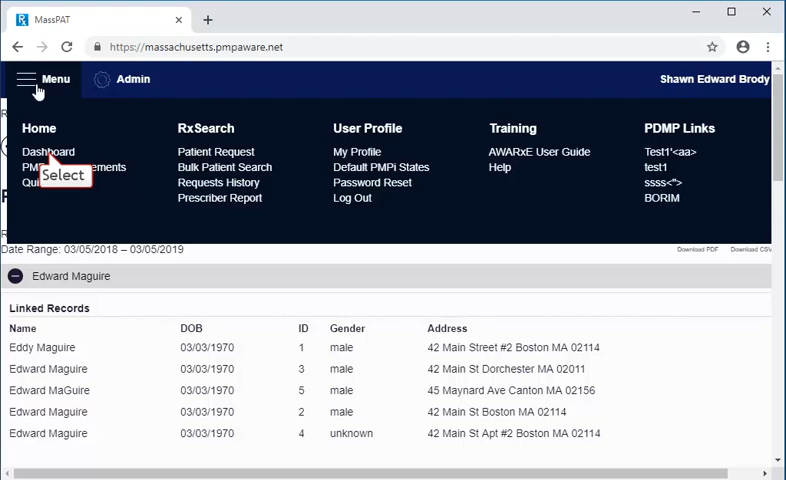 MassPAT
https://massachusetts.pmpaware.net
Menu Admin Shawn Edward Brody
Home RxSearch User Profile Training PDMP Links
Dashboard Patient Request My Profile AWARxE User Guide Test1'<aa>
Bulk Patient Search Default PMPi States Help test1
Select
Requests History Password Reset ssss<">
Prescriber Report Log Out BORIM
Date Range: 03/05/2018 – 03/05/2019 Download PDF Download CSV
Edward Maguire
Linked Records
Name DOB ID Gender Address
Eddy Maguire 03/03/1970 1 male 42 Main Street #2 Boston MA 02114
Edward Maguire 03/03/1970 3 male 42 Main St Dorchester MA 02011
Edward MaGuire 03/03/1970 5 male 45 Maynard Ave Canton MA 02156
Edward Maguire 03/03/1970 2 male 42 Main St Boston MA 02114
Edward Maguire 03/03/1970 4 unknown 42 Main St Apt #2 Boston MA 02114